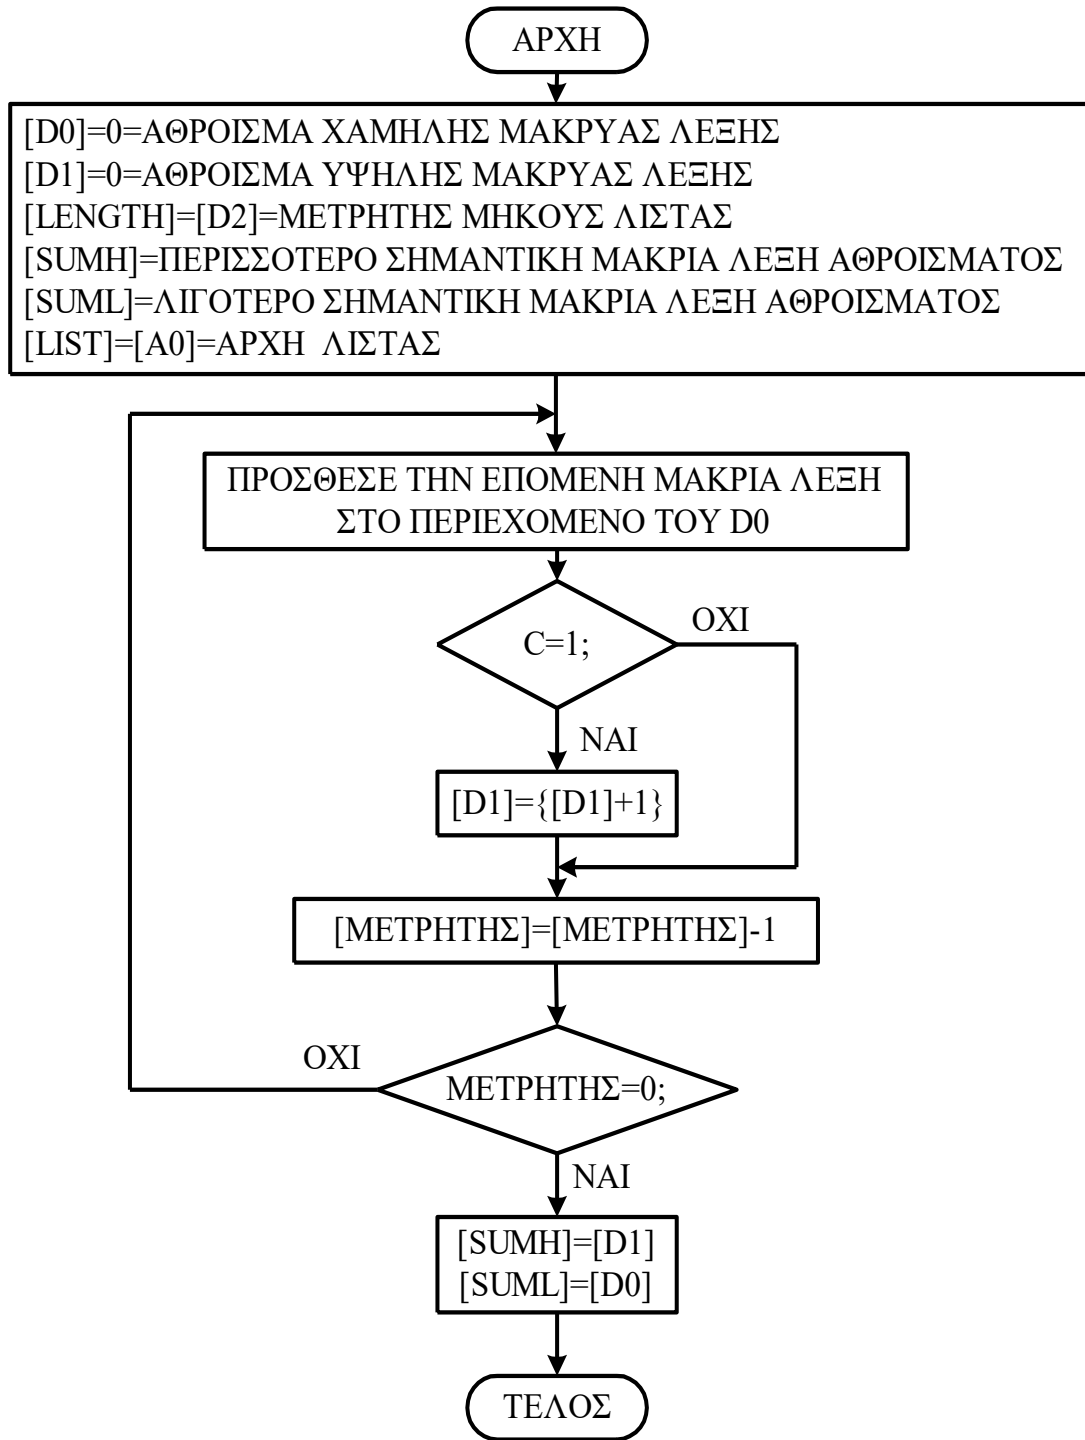 ΑΡΧΗ
[D0]=0=ΑΘΡΟΙΣΜΑ ΧΑΜΗΛΗΣ ΜΑΚΡΥΑΣ ΛΕΞΗΣ
[D1]=0=ΑΘΡΟΙΣΜΑ ΥΨΗΛΗΣ ΜΑΚΡΥΑΣ ΛΕΞΗΣ
[LENGTH]=[D2]=ΜΕΤΡΗΤΗΣ ΜΗΚΟΥΣ ΛΙΣΤΑΣ
[SUMH]=ΠΕΡΙΣΣΟΤΕΡΟ ΣΗΜΑΝΤΙΚΗ ΜΑΚΡΙΑ ΛΕΞΗ ΑΘΡΟΙΣΜΑΤΟΣ
[SUML]=ΛΙΓΟΤΕΡΟ ΣΗΜΑΝΤΙΚΗ ΜΑΚΡΙΑ ΛΕΞΗ ΑΘΡΟΙΣΜΑΤΟΣ
[LIST]=[A0]=ΑΡΧΗ ΛΙΣΤΑΣ
ΠΡΟΣΘΕΣΕ ΤΗΝ ΕΠΟΜΕΝΗ ΜΑΚΡΙΑ ΛΕΞΗ
ΣΤΟ ΠΕΡΙΕΧΟΜΕΝΟ ΤΟΥ D0
C=1;
ΟΧΙ
ΝΑΙ
[D1]={[D1]+1}
[ΜΕΤΡΗΤΗΣ]=[ΜΕΤΡΗΤΗΣ]-1
ΟΧΙ
ΜΕΤΡΗΤΗΣ=0;
ΝΑΙ
[SUMH]=[D1]
[SUML]=[D0]
ΤΕΛΟΣ